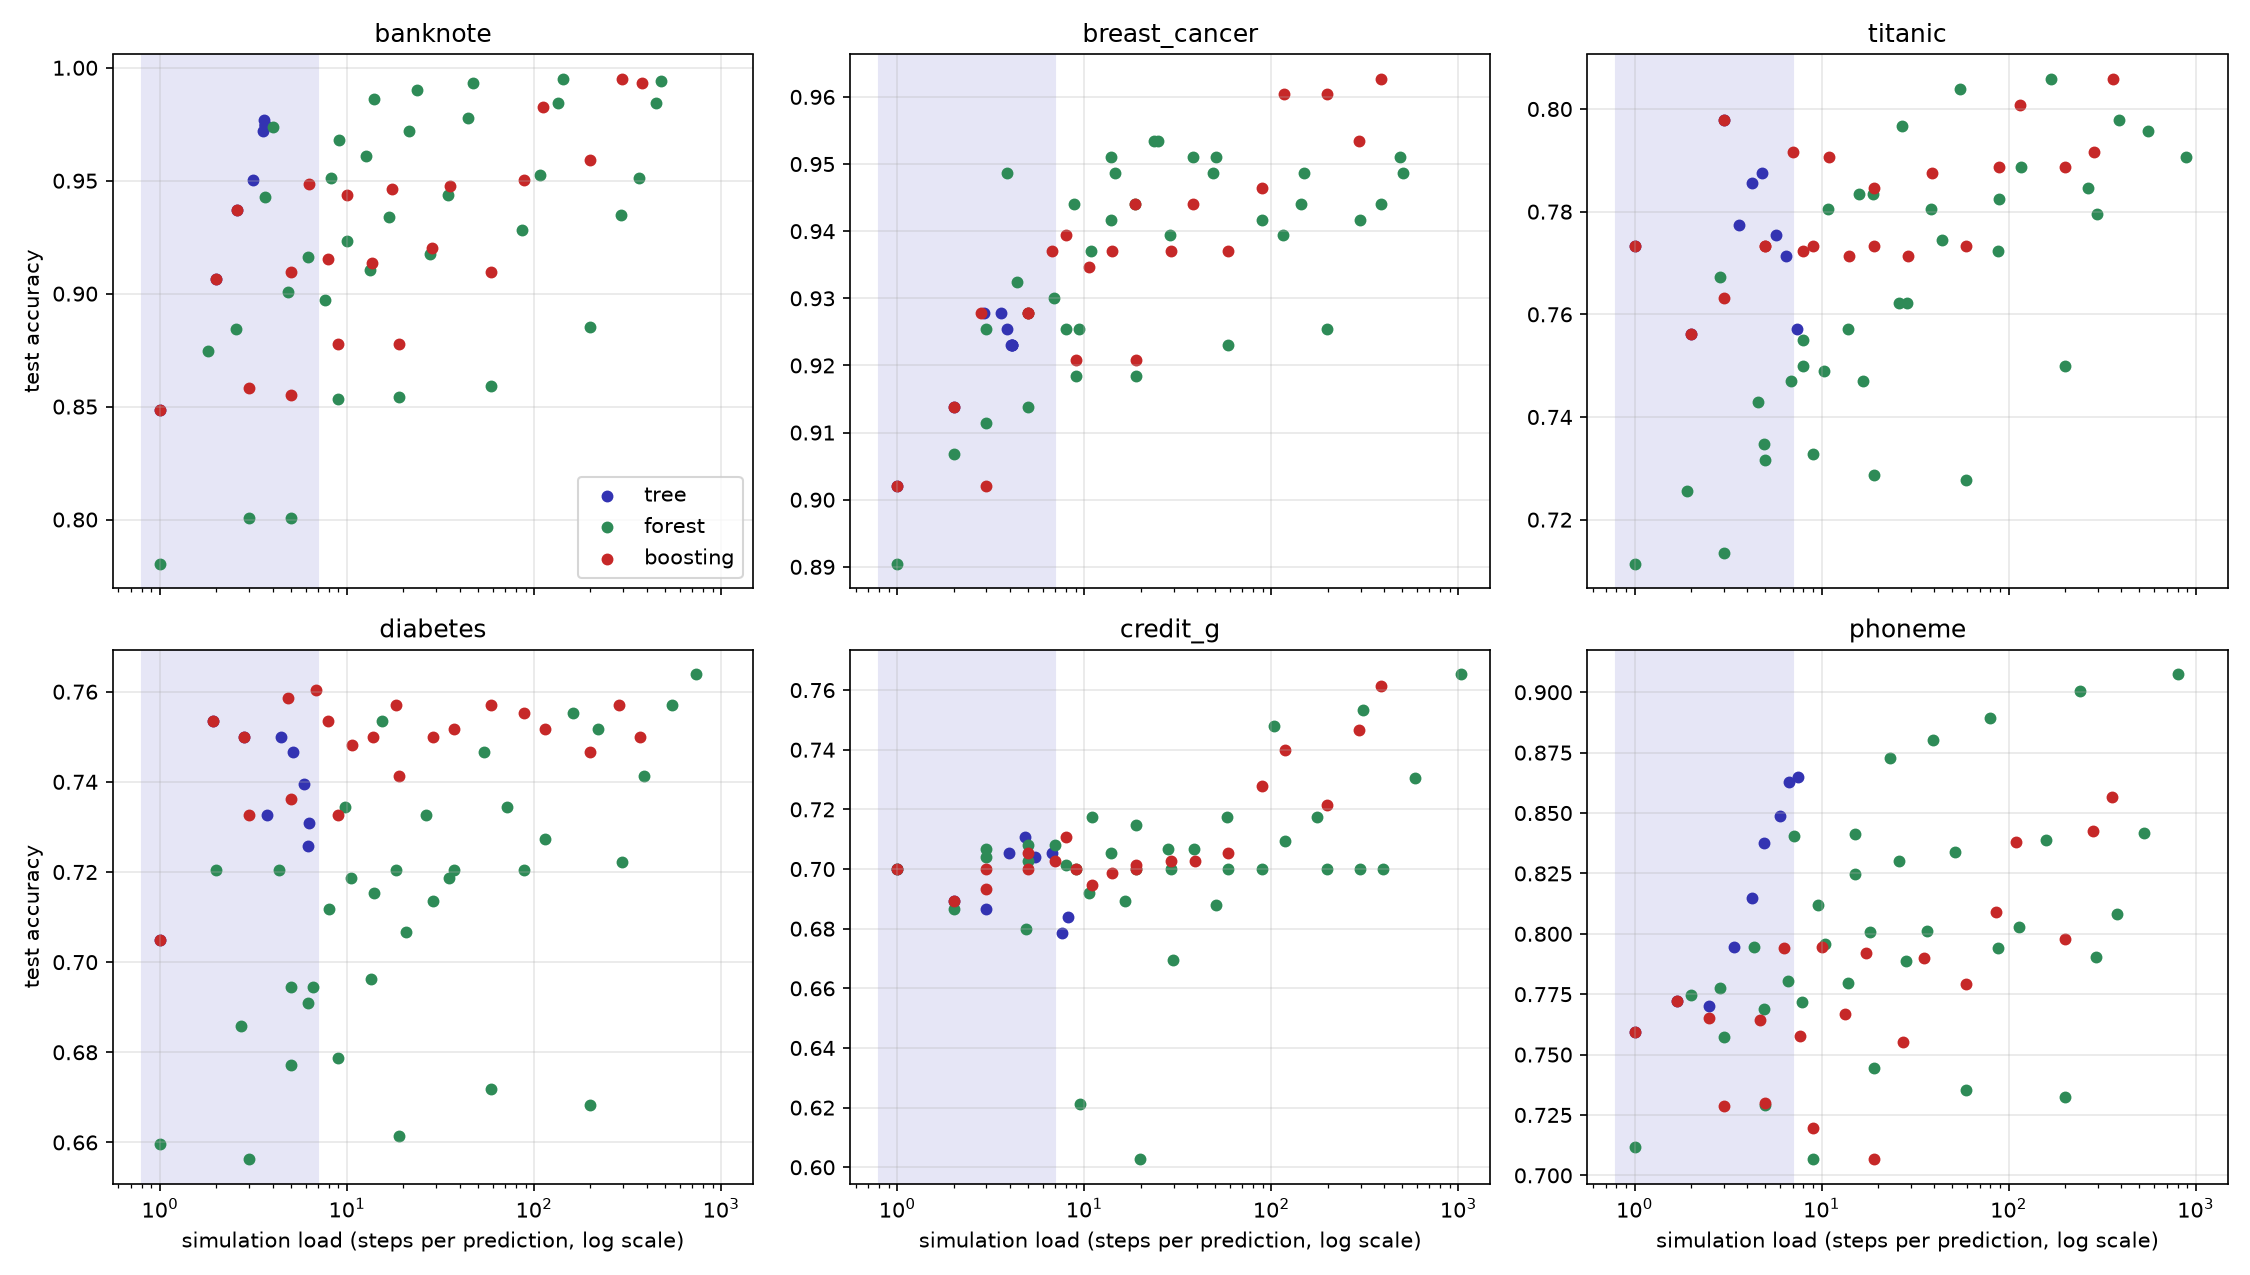 banknote
breast_cancer
titanic
test accuracy
1.00
0.95
0.90
0.85
0.80
tree
forest
boosting
0.96
0.95
0.94
0.93
0.92
0.91
0.90
0.89
0.80
0.78
0.76
0.74
0.72
diabetes
credit_g
phoneme
test accuracy
0.76
0.74
0.72
0.70
0.68
0.66
10⁰ 10¹ 10² 10³
simulation load (steps per prediction, log scale)
0.76
0.74
0.72
0.70
0.68
0.66
0.64
0.62
0.60
10⁰ 10¹ 10² 10³
simulation load (steps per prediction, log scale)
0.900
0.875
0.850
0.825
0.800
0.775
0.750
0.725
0.700
10⁰ 10¹ 10² 10³
simulation load (steps per prediction, log scale)